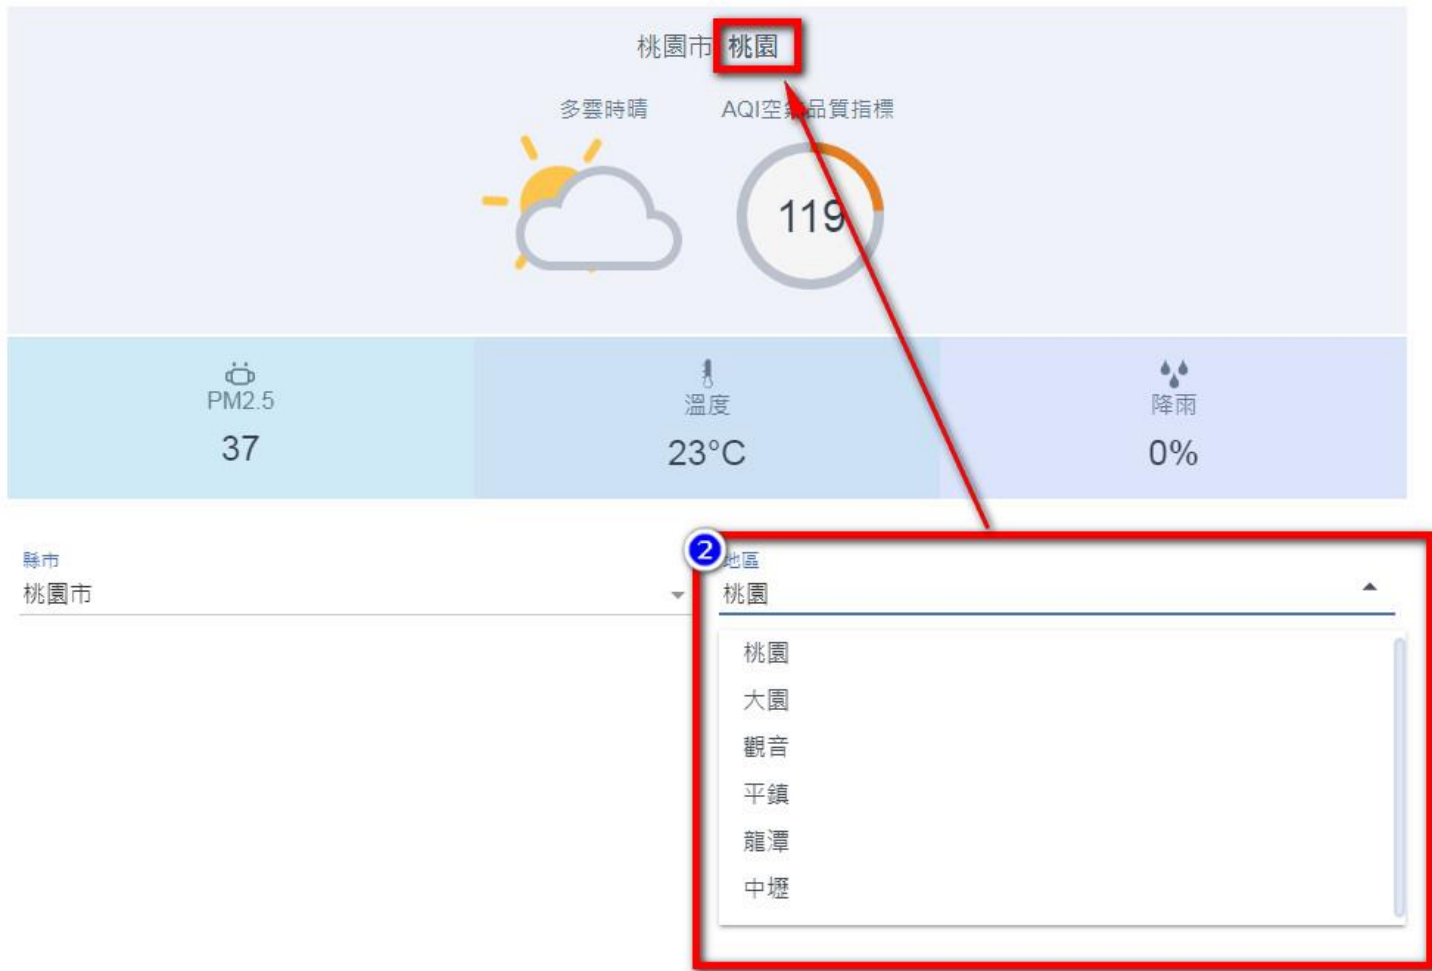 桃園市 桃園
多雲時晴 AQI空氣品質指標
119
PM2.5 溫度 降雨
37 23°C 0%
2
縣市 地區
桃園市 桃園
桃園
大園
觀音
平鎮
龍潭
中壢